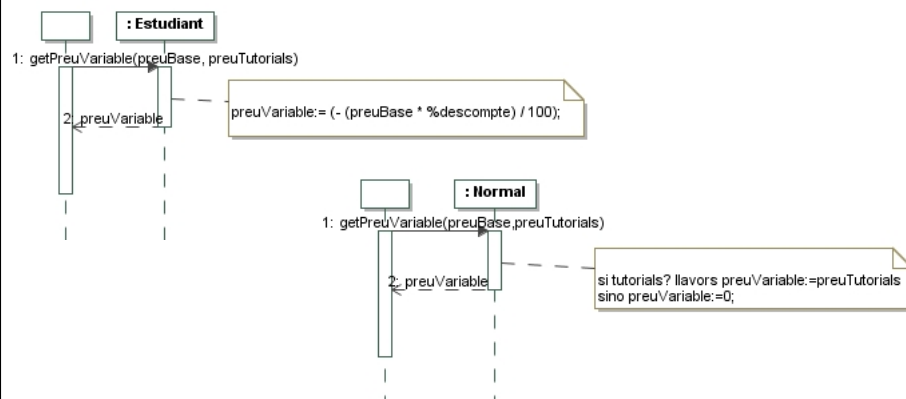 : Estudiant
1: getPreuVariable(preuBase, preuTutorials)
preuVariable:= (- (preuBase * %descompte) / 100);
2: preuVariable
: Normal
1: getPreuVariable(preuBase,preuTutorials)
si tutorials? llavors preuVariable:=preuTutorials
sino preuVariable:=0;
2: preuVariable